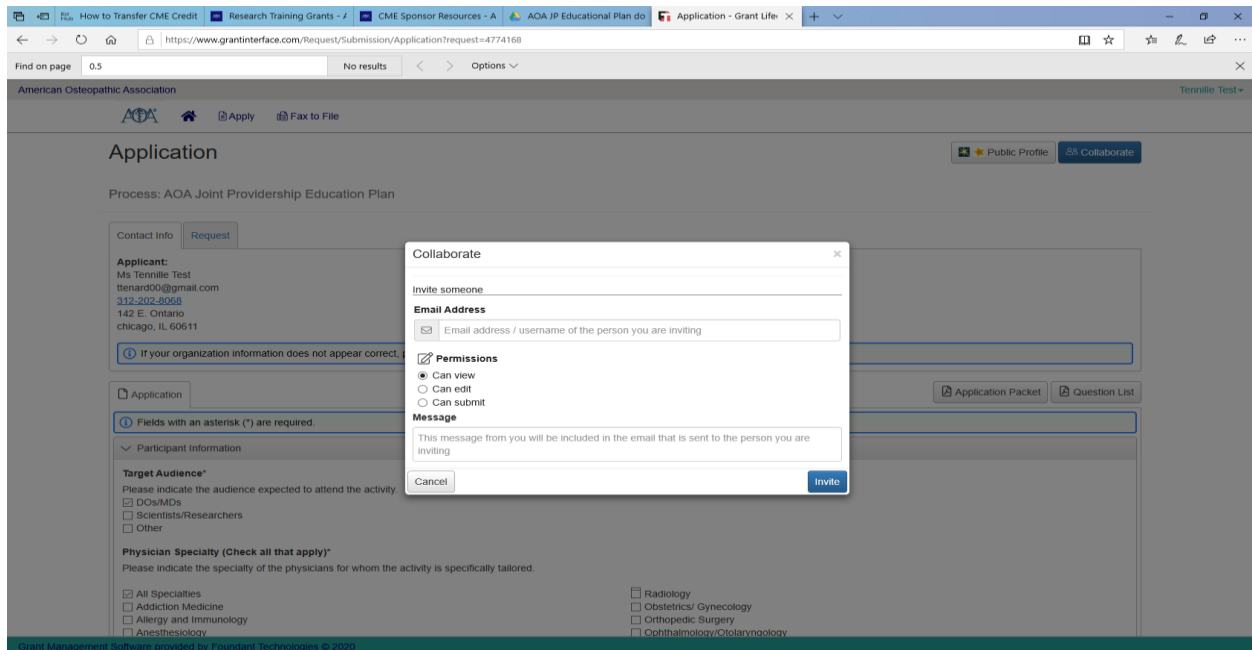 How to Transfer CME Credit
Research Training Grants - /
CME Sponsor Resources - A
AOA JP Educational Plan do
Application - Grant Life
https://www.grantinterface.com/Request/Submission/Application?request=4774168
Find on page
0.5
No results
Options
American Osteopathic Association
Tennille Test
AOA
Apply
Fax to File
Application
Public Profile
Collaborate
Process: AOA Joint Providership Education Plan
Contact Info
Request
Applicant:
Ms Tennille Test
ttenard00@gmail.com
312-202-8068
142 E. Ontario
chicago, IL 60611
If your organization information does not appear correct,
Application
Application Packet
Question List
Fields with an asterisk (*) are required.
Participant Information
Target Audience*
Please indicate the audience expected to attend the activity.
DOs/MDs
Scientists/Researchers
Other
Physician Specialty (Check all that apply)*
Please indicate the specialty of the physicians for whom the activity is specifically tailored.
All Specialties
Addiction Medicine
Allergy and Immunology
Anesthesiology
Radiology
Obstetrics/ Gynecology
Orthopedic Surgery
Ophthalmology/Otolaryngology
Collaborate
Invite someone
Email Address
Email address / username of the person you are inviting
Permissions
Can view
Can edit
Can submit
Message
This message from you will be included in the email that is sent to the person you are
inviting
Cancel
Invite
Grant Management Software provided by Foundant Technologies © 2020